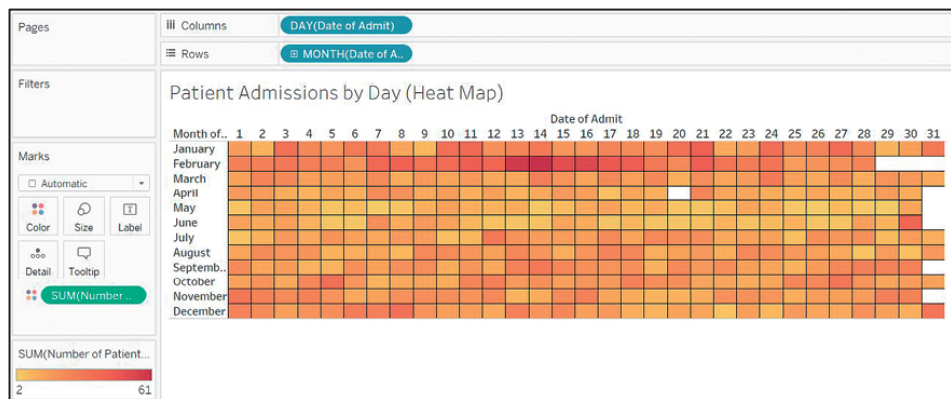 Pages
Columns DAY(Date of Admit)
Rows MONTH(Date of A..
Filters
Patient Admissions by Day (Heat Map)
Date of Admit
Month of.. 1 2 3 4 5 6 7 8 9 10 11 12 13 14 15 16 17 18 19 20 21 22 23 24 25 26 27 28 29 30 31
January
February
March
April
May
June
July
August
Septemb..
October
November
December
Marks
Automatic
Color Size Label
Detail Tooltip
SUM(Number ..
SUM(Number of Patient...
2 61